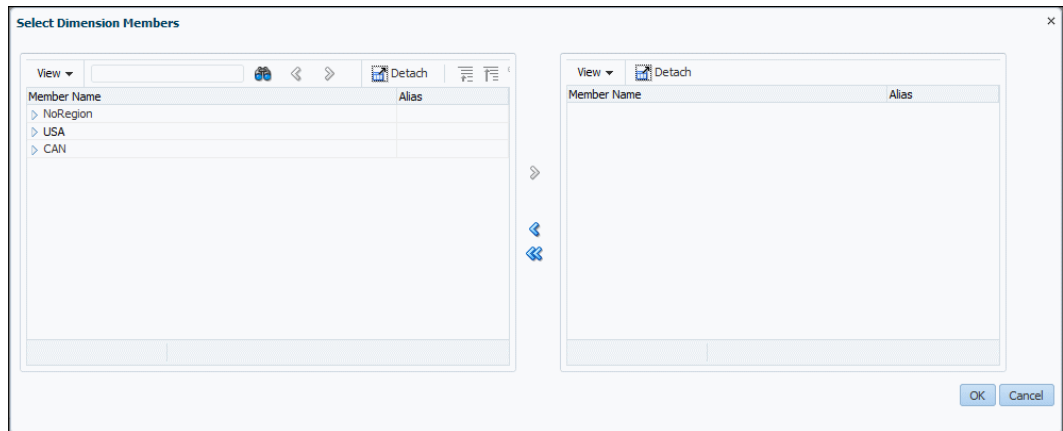 Select Dimension Members
View Detach
View Detach
Member Name Alias
Member Name Alias
NoRegion
USA
CAN
OK Cancel